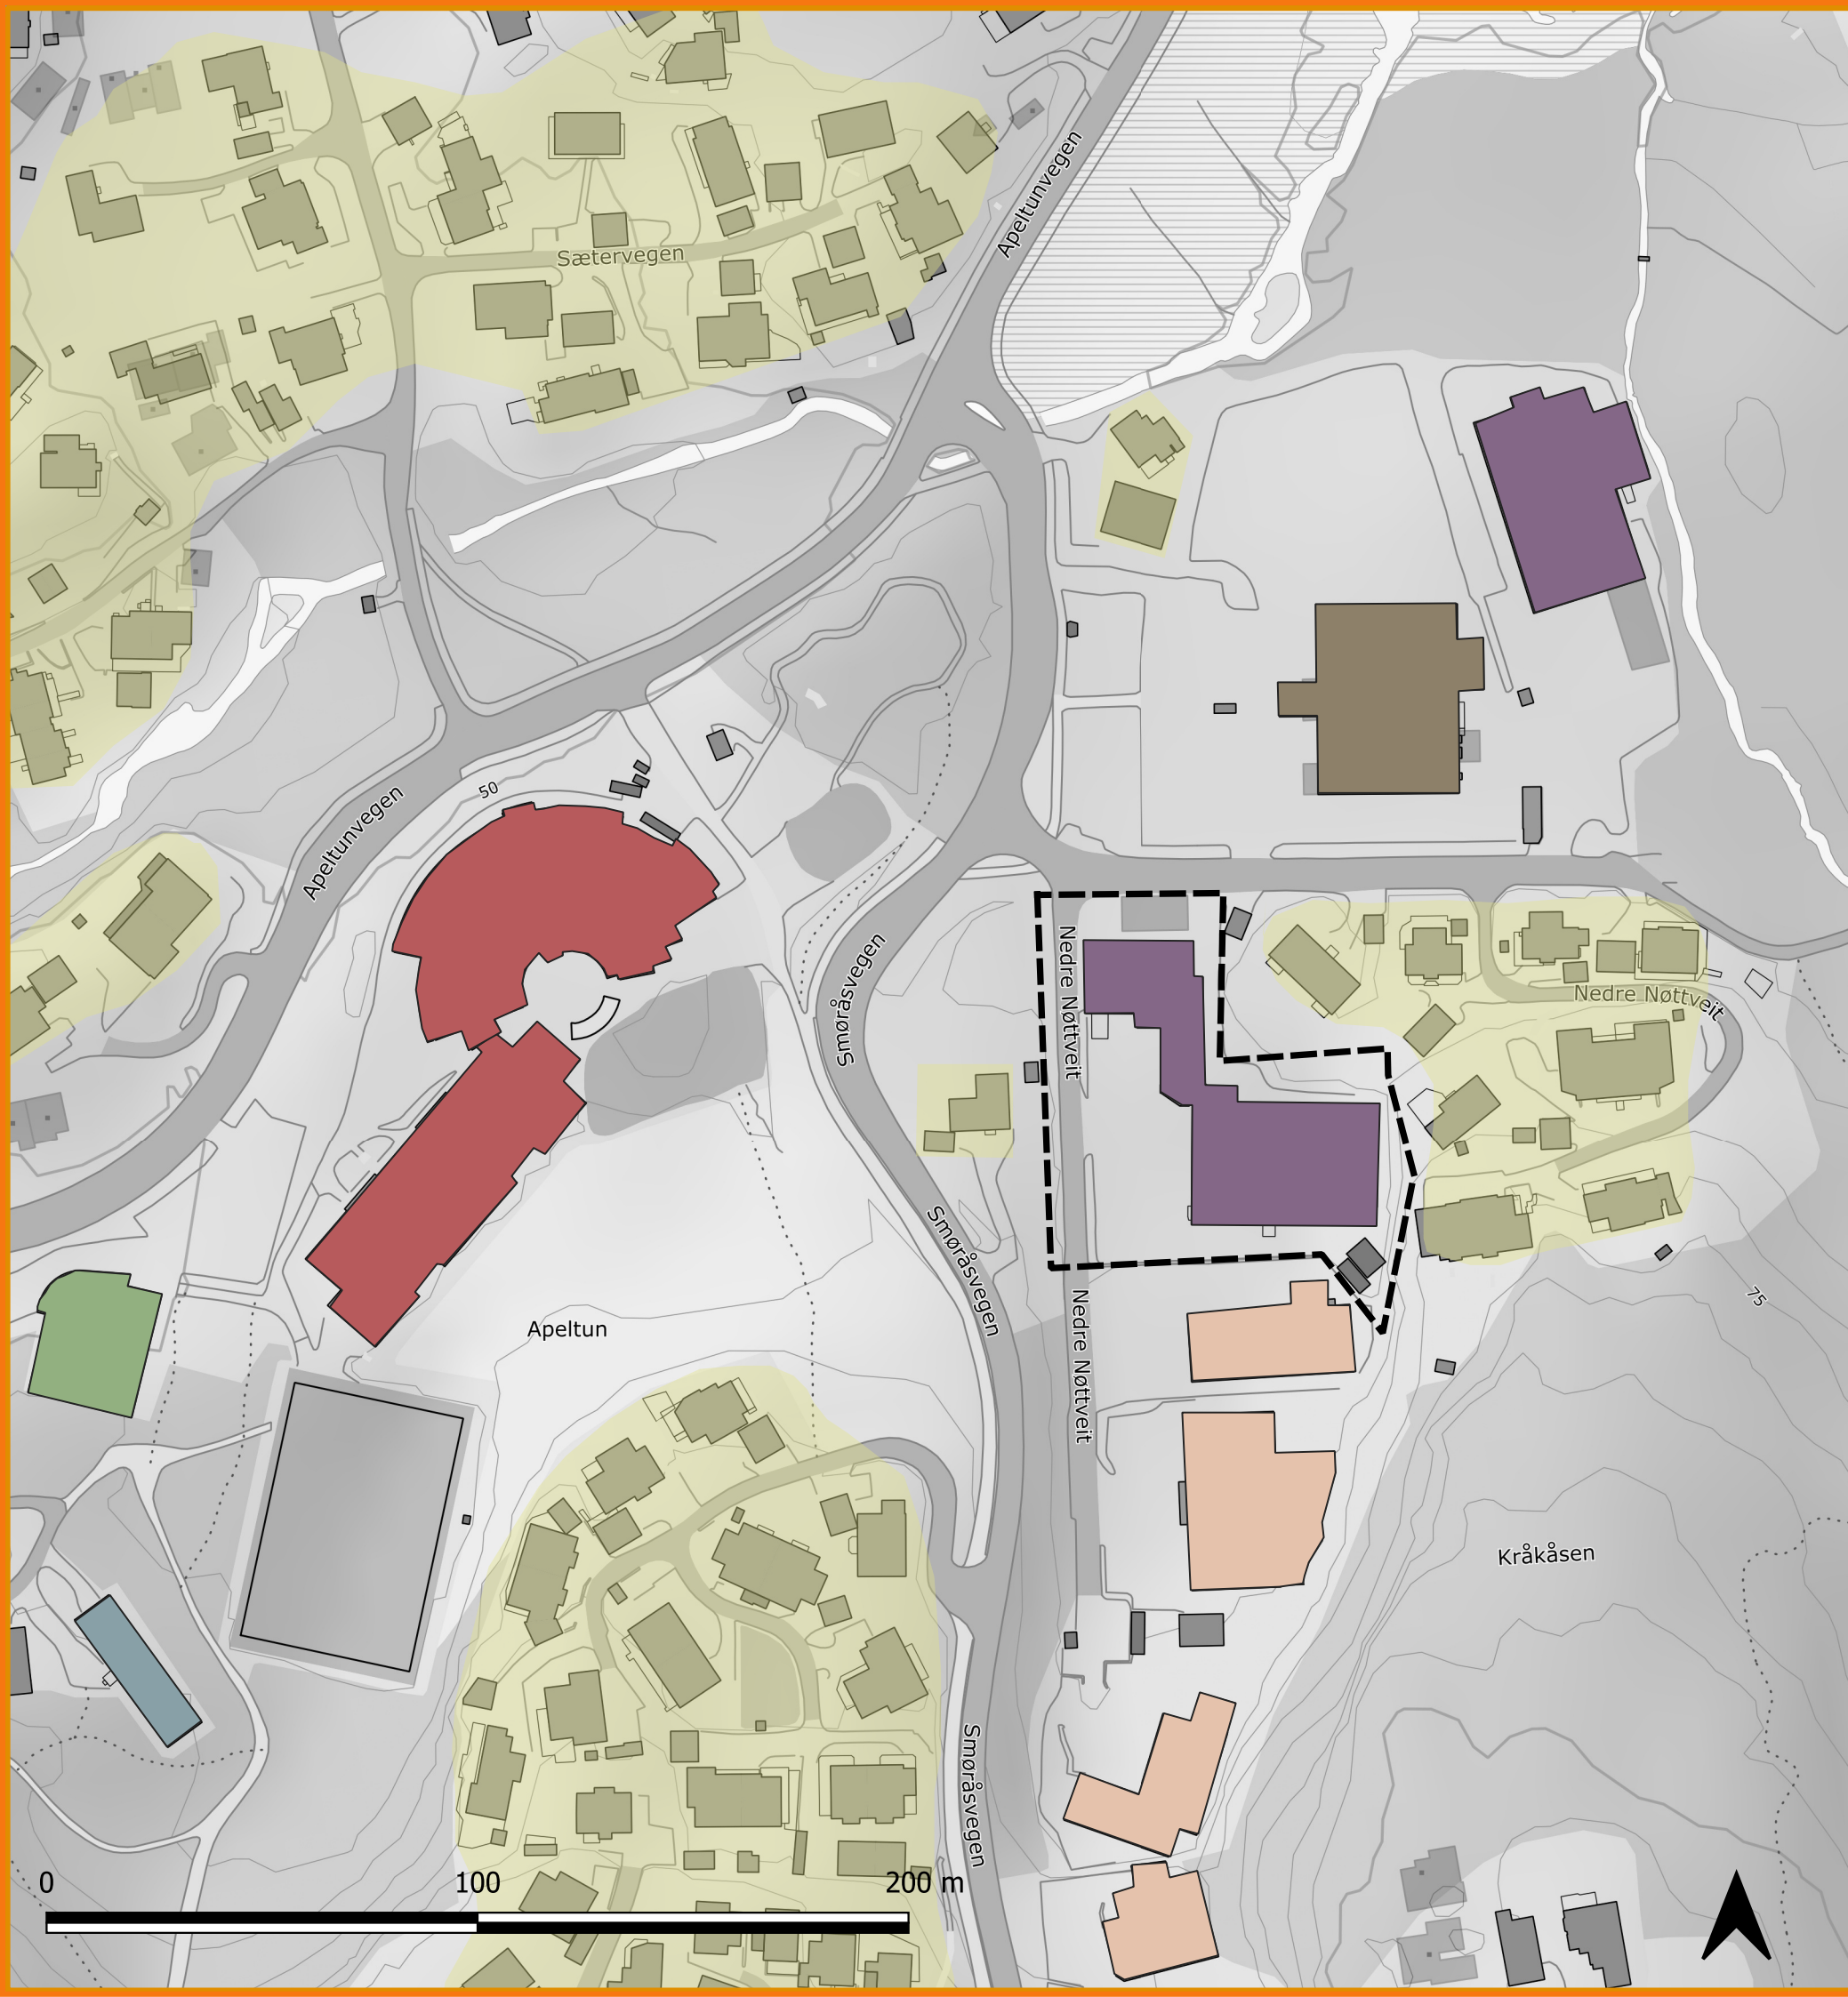 Apeltunvegen
Sætervegen
50
Apeltunvegen
Nedre Nøttveit
Nedre Nøttveit
Smøråsvegen
Smøråsvegen
75
Apeltun
Nedre Nøttveit
Kråkåsen
Smøråsvegen
0 100 200 m